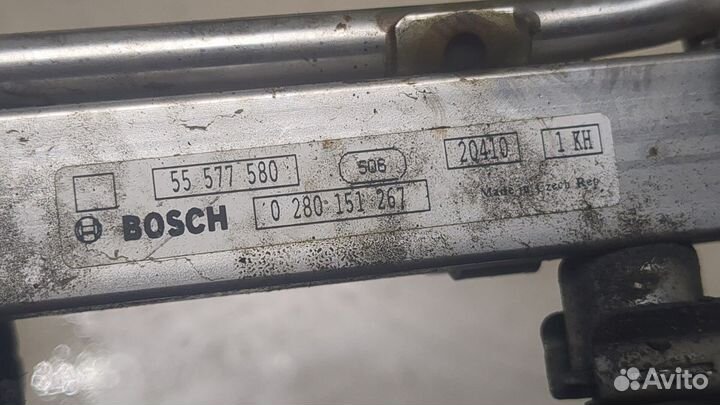 55 577 580
506
20410
1 KH
BOSCH
0 280 151 267
Made in Czech Rep.
Avito